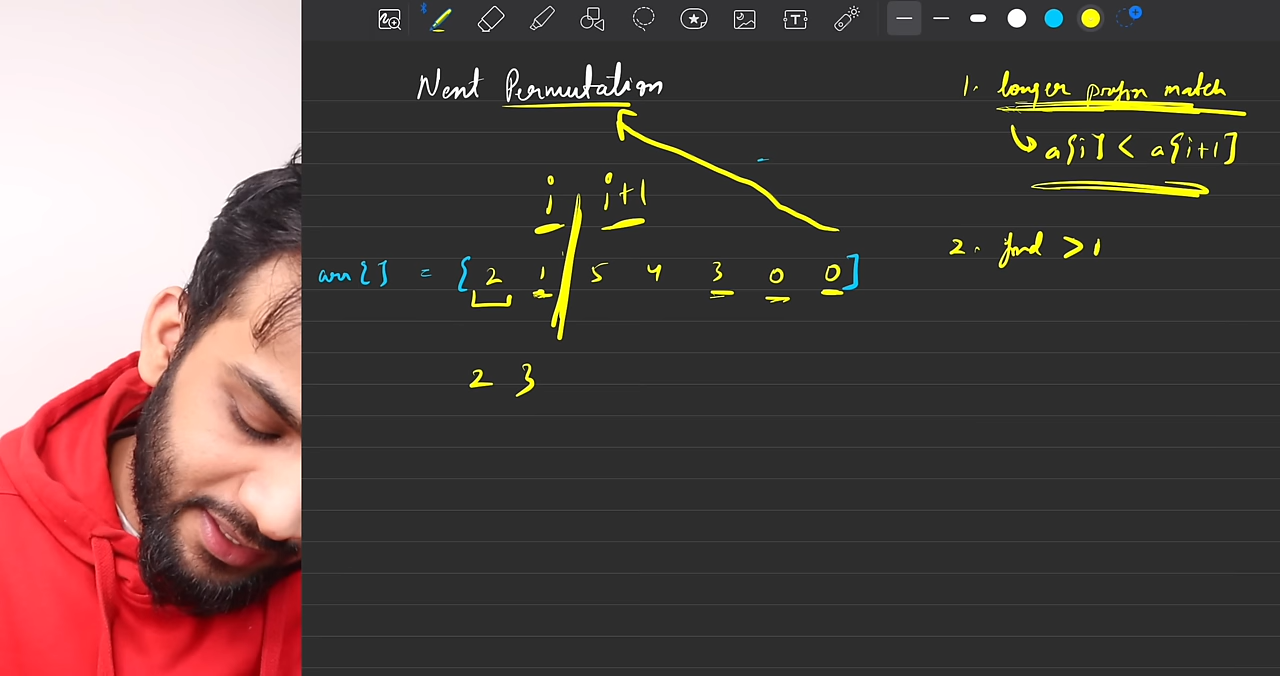 Next Permutation
1. longer prefix match
a[i] < a[i+1]
i i+1
2. find > 1
arr[] = [ 2 1 5 4 3 0 0 ]
2 3